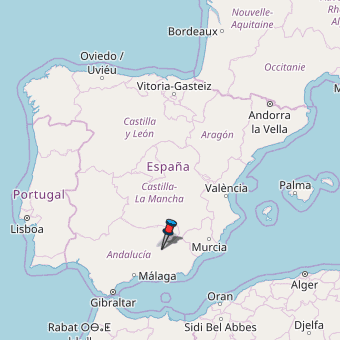 Bordeaux
Nouvelle-
Aquitaine
Occitanie
Oviedo /
Uviéu
Vitoria-Gasteiz
Andorra
la Vella
Castilla
y León
Aragón
España
Castilla-
La Mancha
Portugal
Lisboa
València
Palma
Andalucía
Murcia
Málaga
Gibraltar
Alger
Oran
Rabat ⵔⴱⴰⵟ
Sidi Bel Abbes
Djelfa